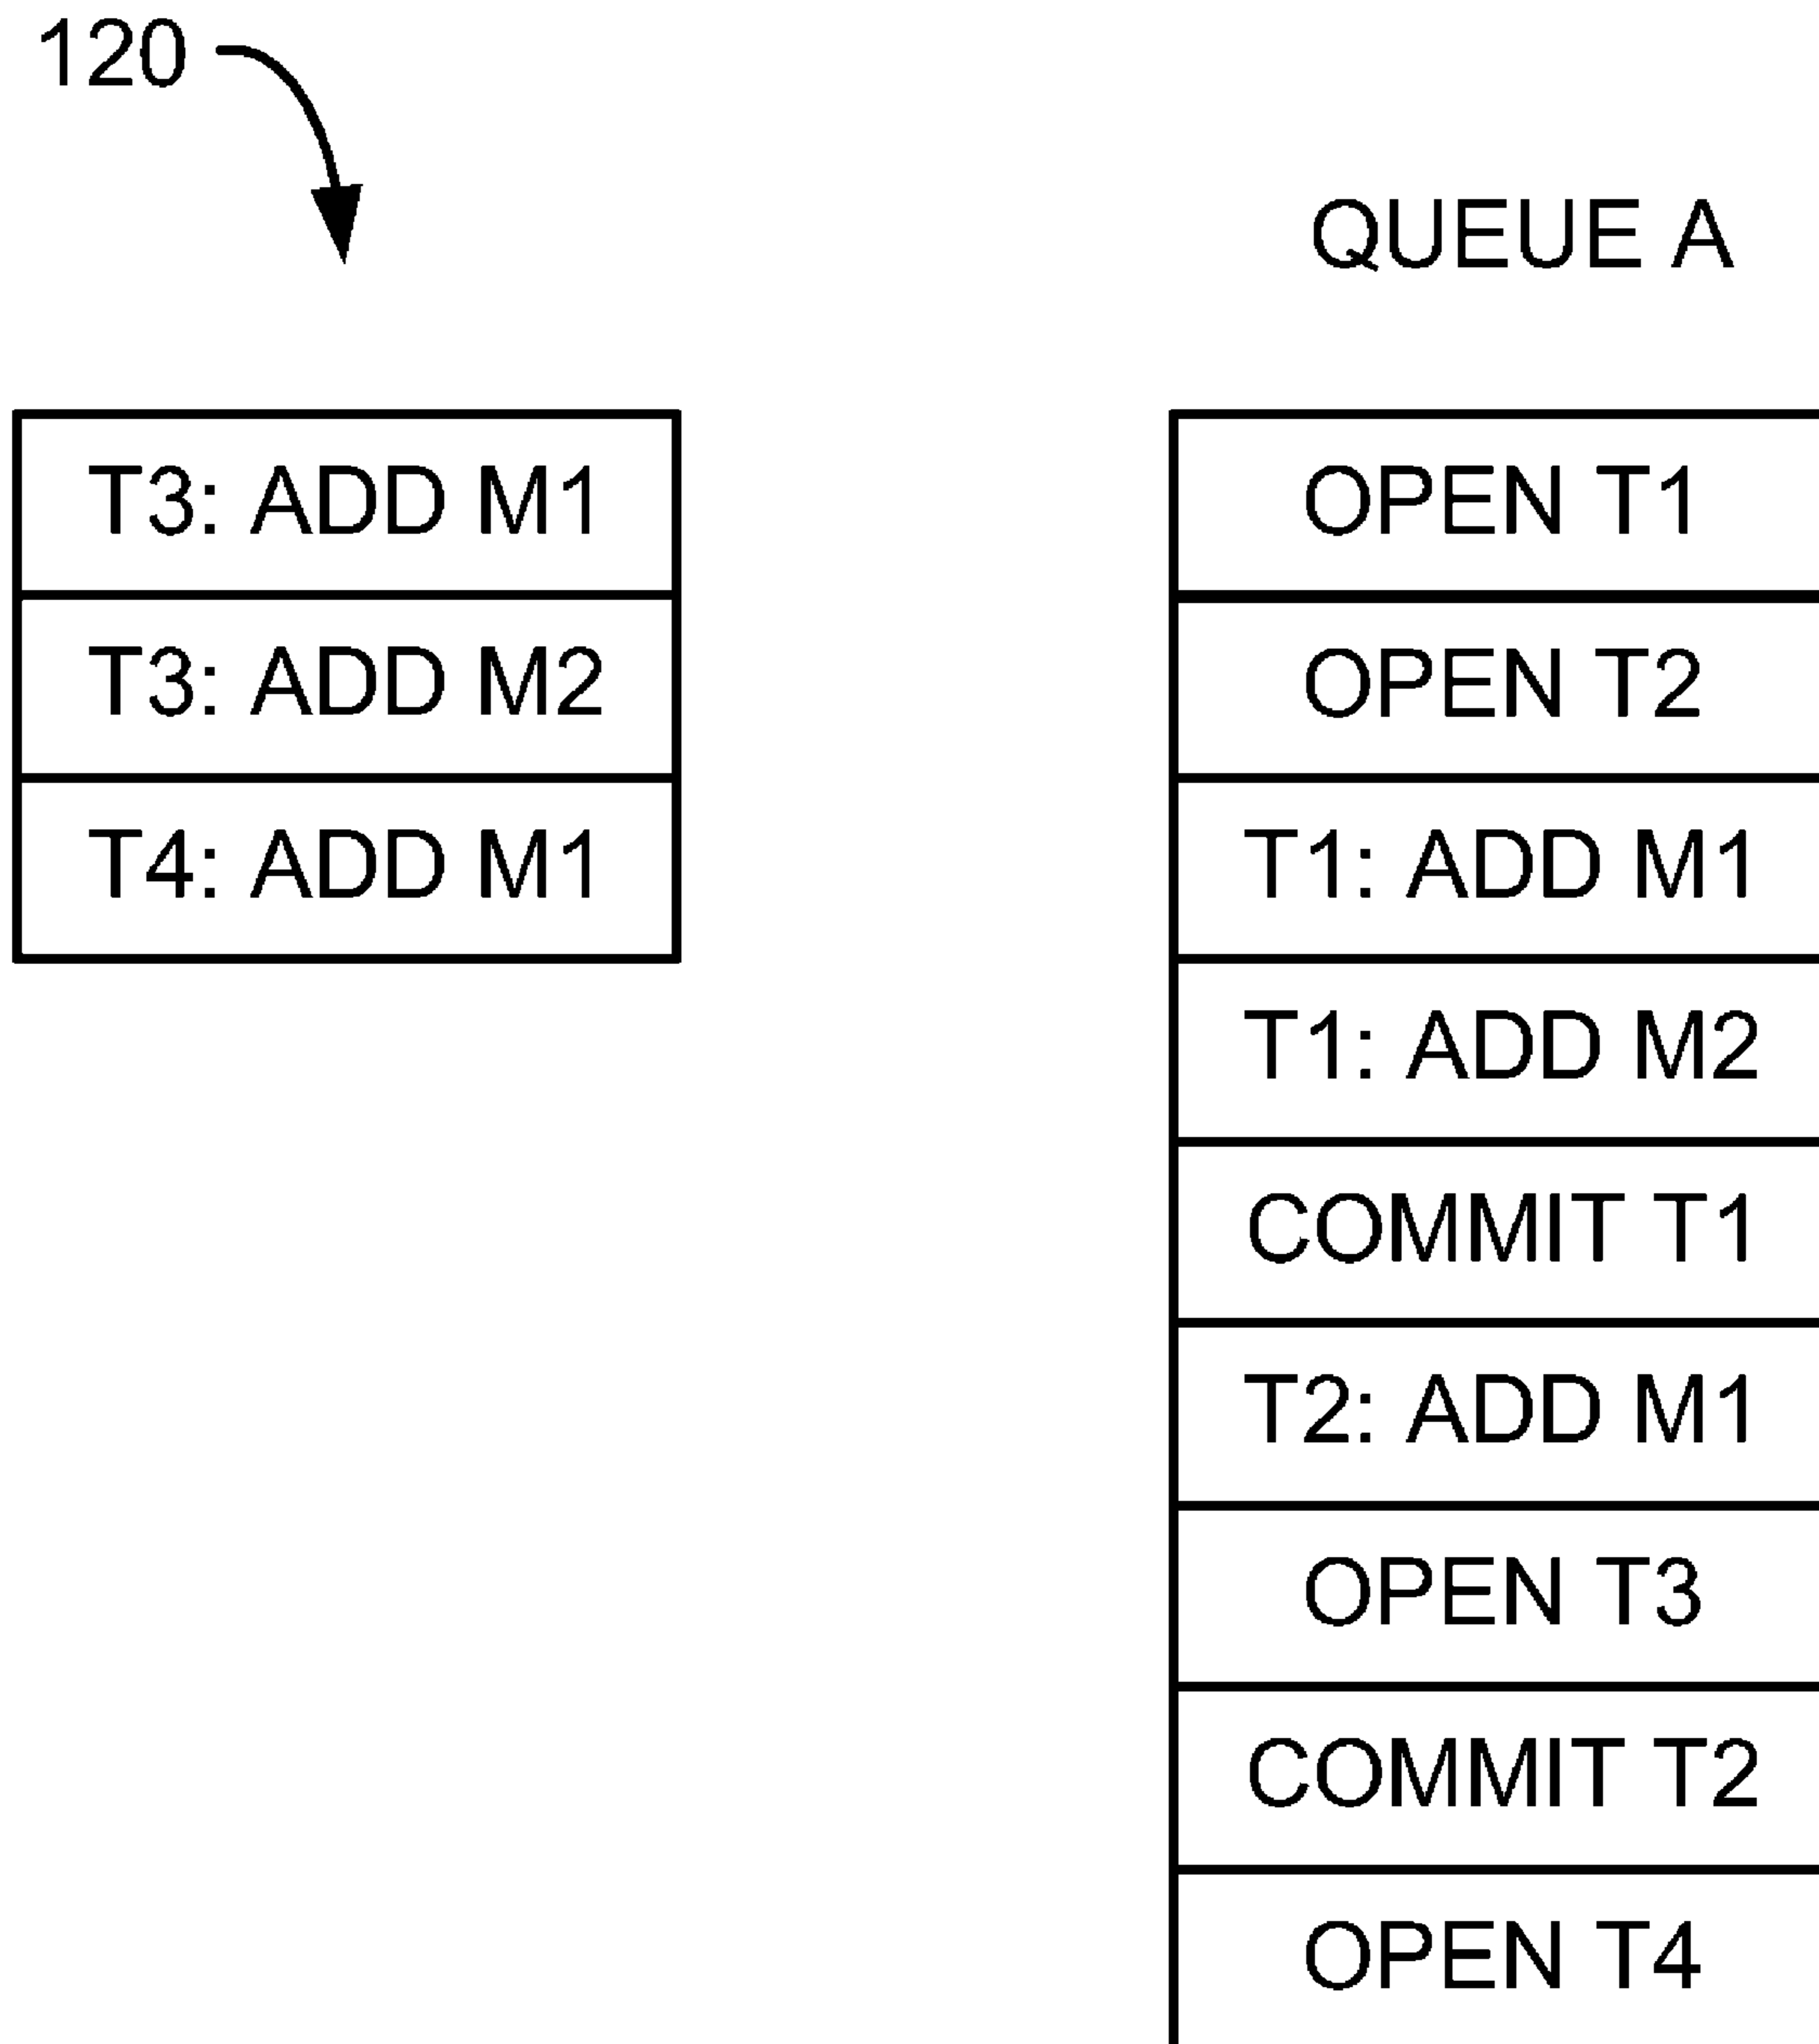 120
QUEUE A
T3: ADD M1
T3: ADD M2
T4: ADD M1
OPEN T1
OPEN T2
T1: ADD M1
T1: ADD M2
COMMIT T1
T2: ADD M1
OPEN T3
COMMIT T2
OPEN T4